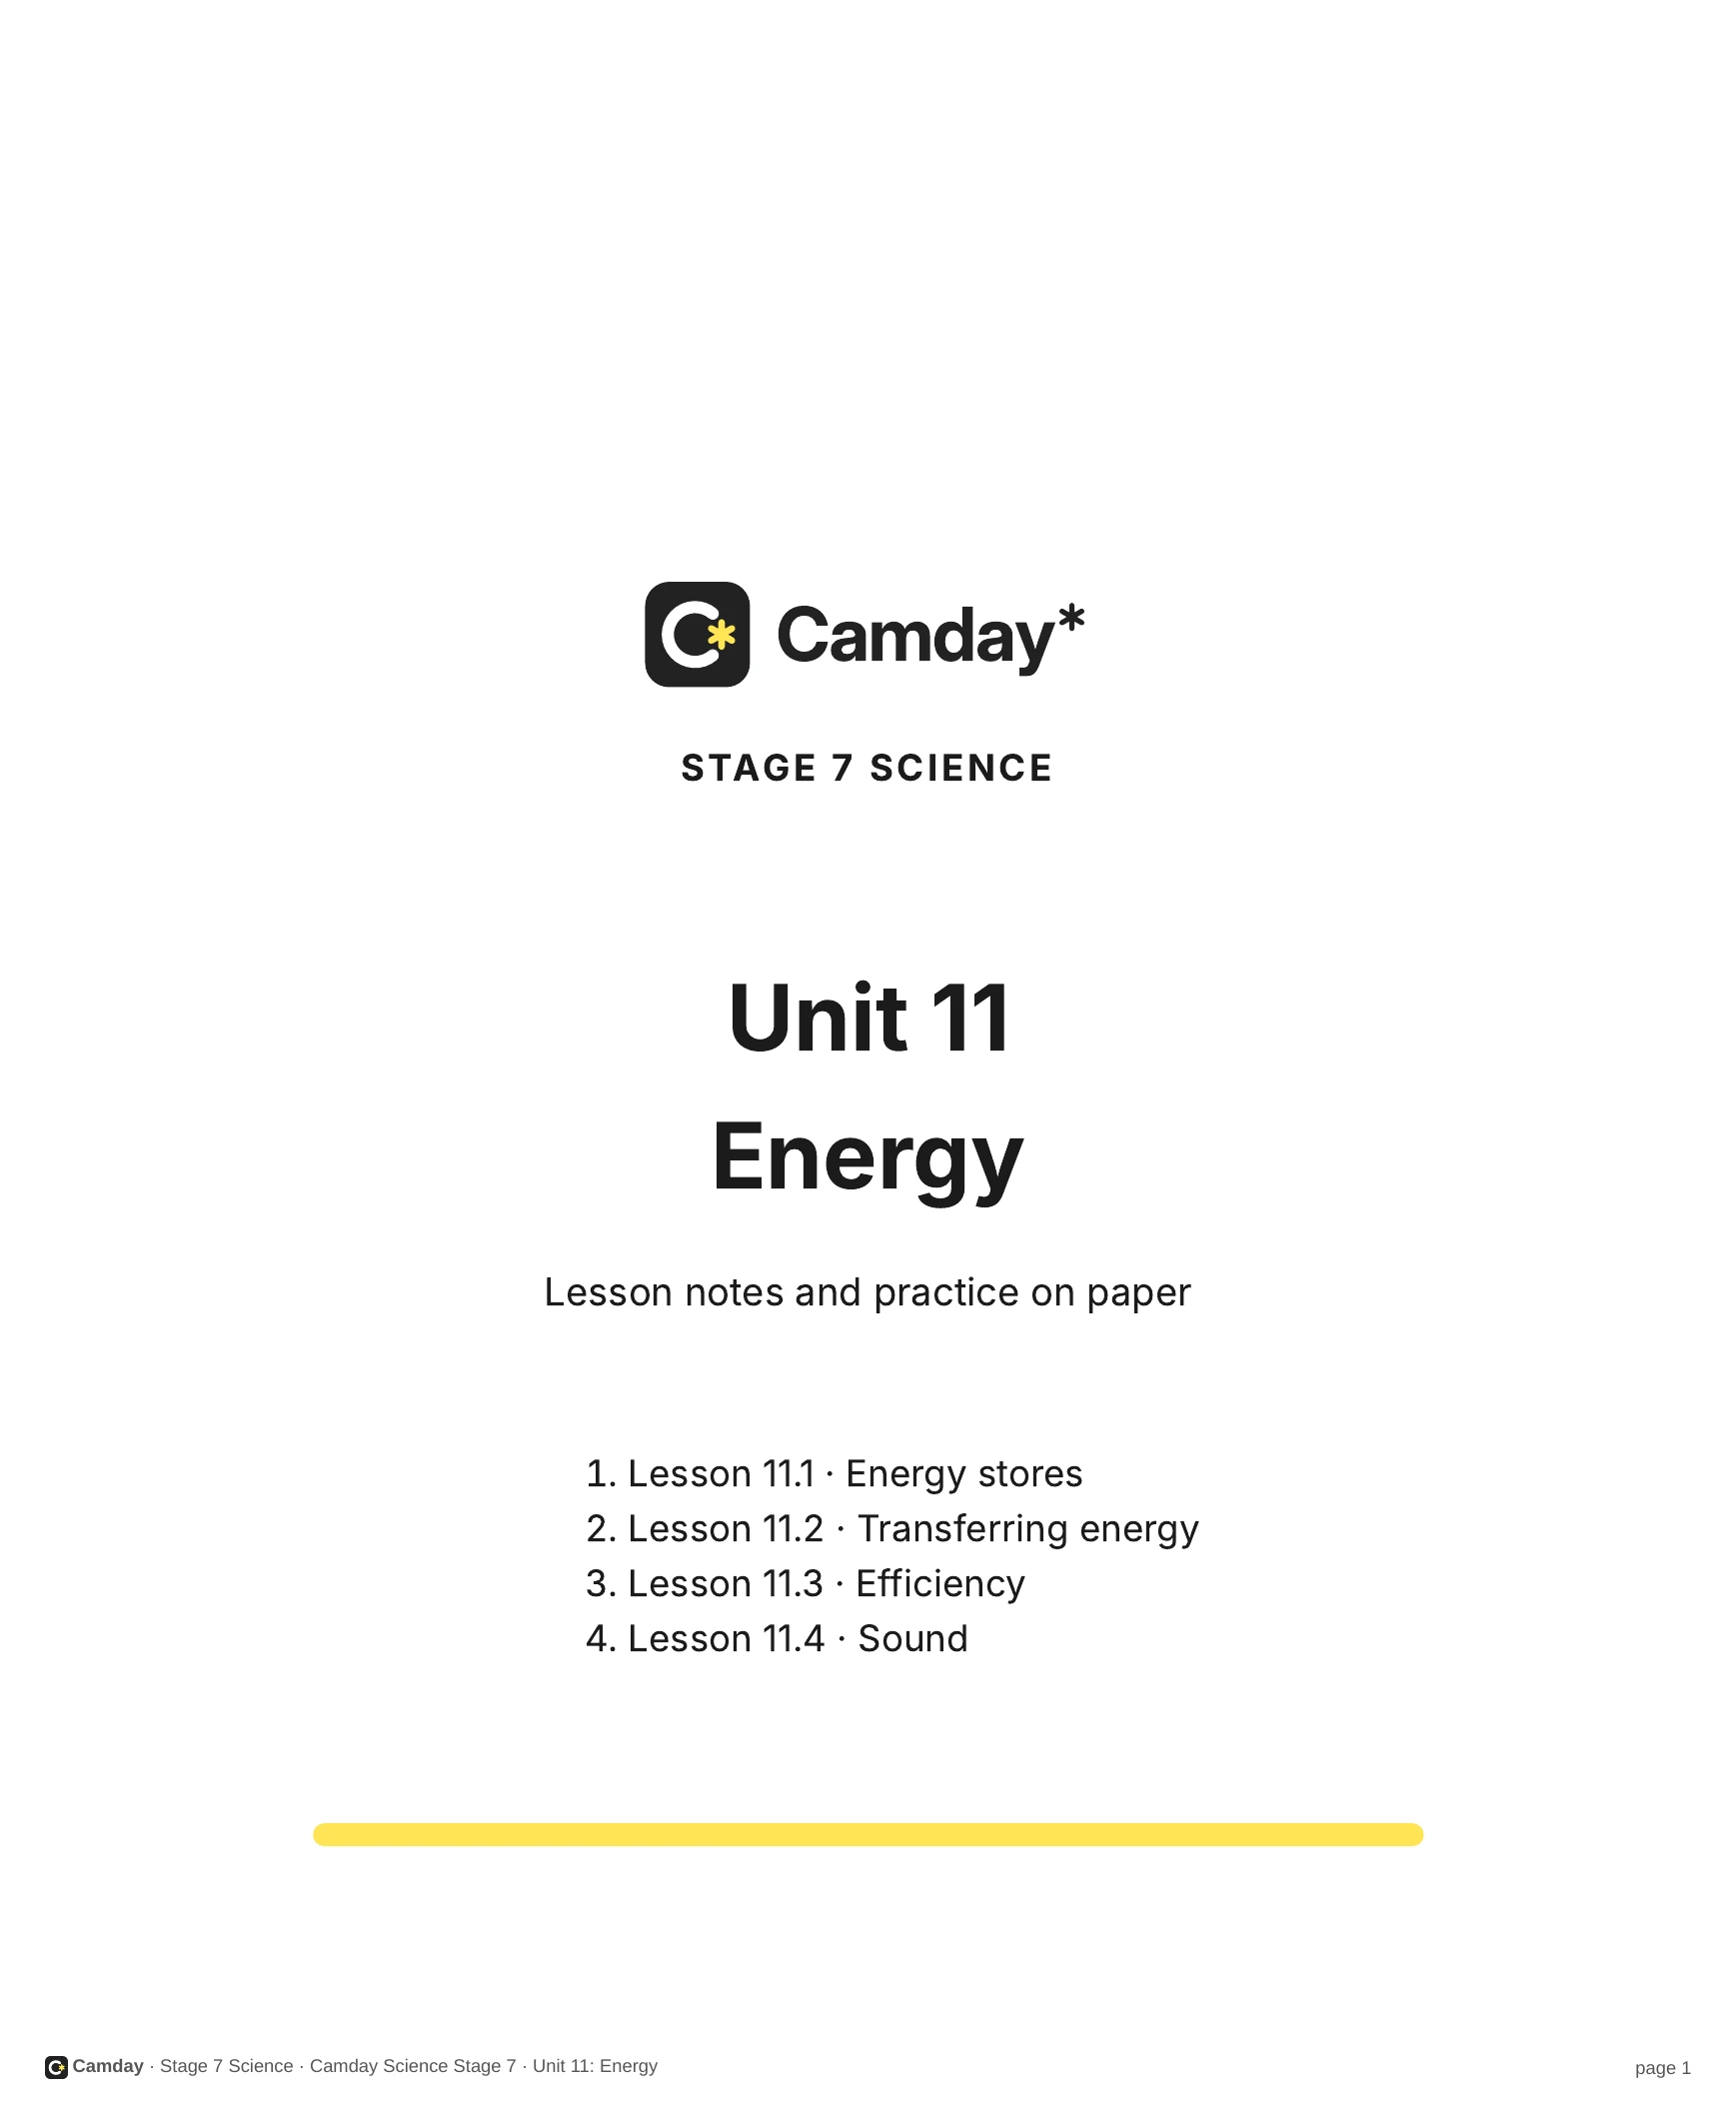 Camday*
STAGE 7 SCIENCE
Unit 11
Energy
Lesson notes and practice on paper
1. Lesson 11.1 · Energy stores
2. Lesson 11.2 · Transferring energy
3. Lesson 11.3 · Efficiency
4. Lesson 11.4 · Sound
Camday · Stage 7 Science · Camday Science Stage 7 · Unit 11: Energy
page 1